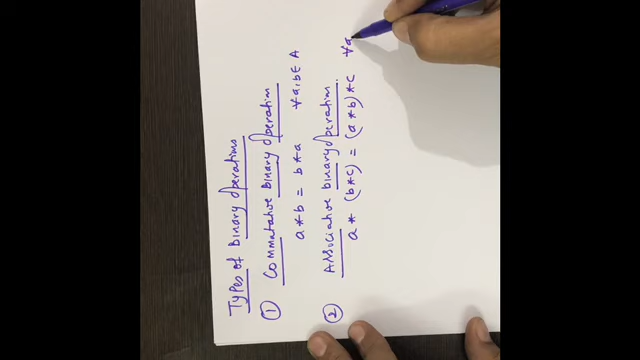 Types of Binary Operations
① Commutative Binary Operation
a * b = b * a ∀ a, b ∈ A
② Associative binary operation.
a * (b * c) = (a * b) * c ∀ a